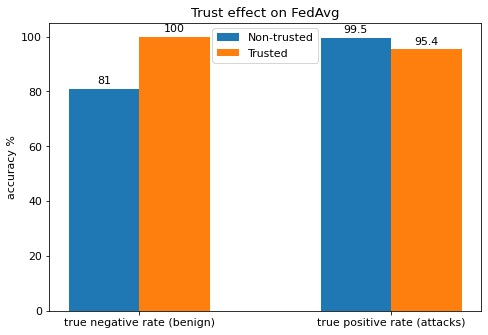 Trust effect on FedAvg
accuracy %
100
80
60
40
20
0
81
100
99.5
95.4
Non-trusted
Trusted
true negative rate (benign)
true positive rate (attacks)